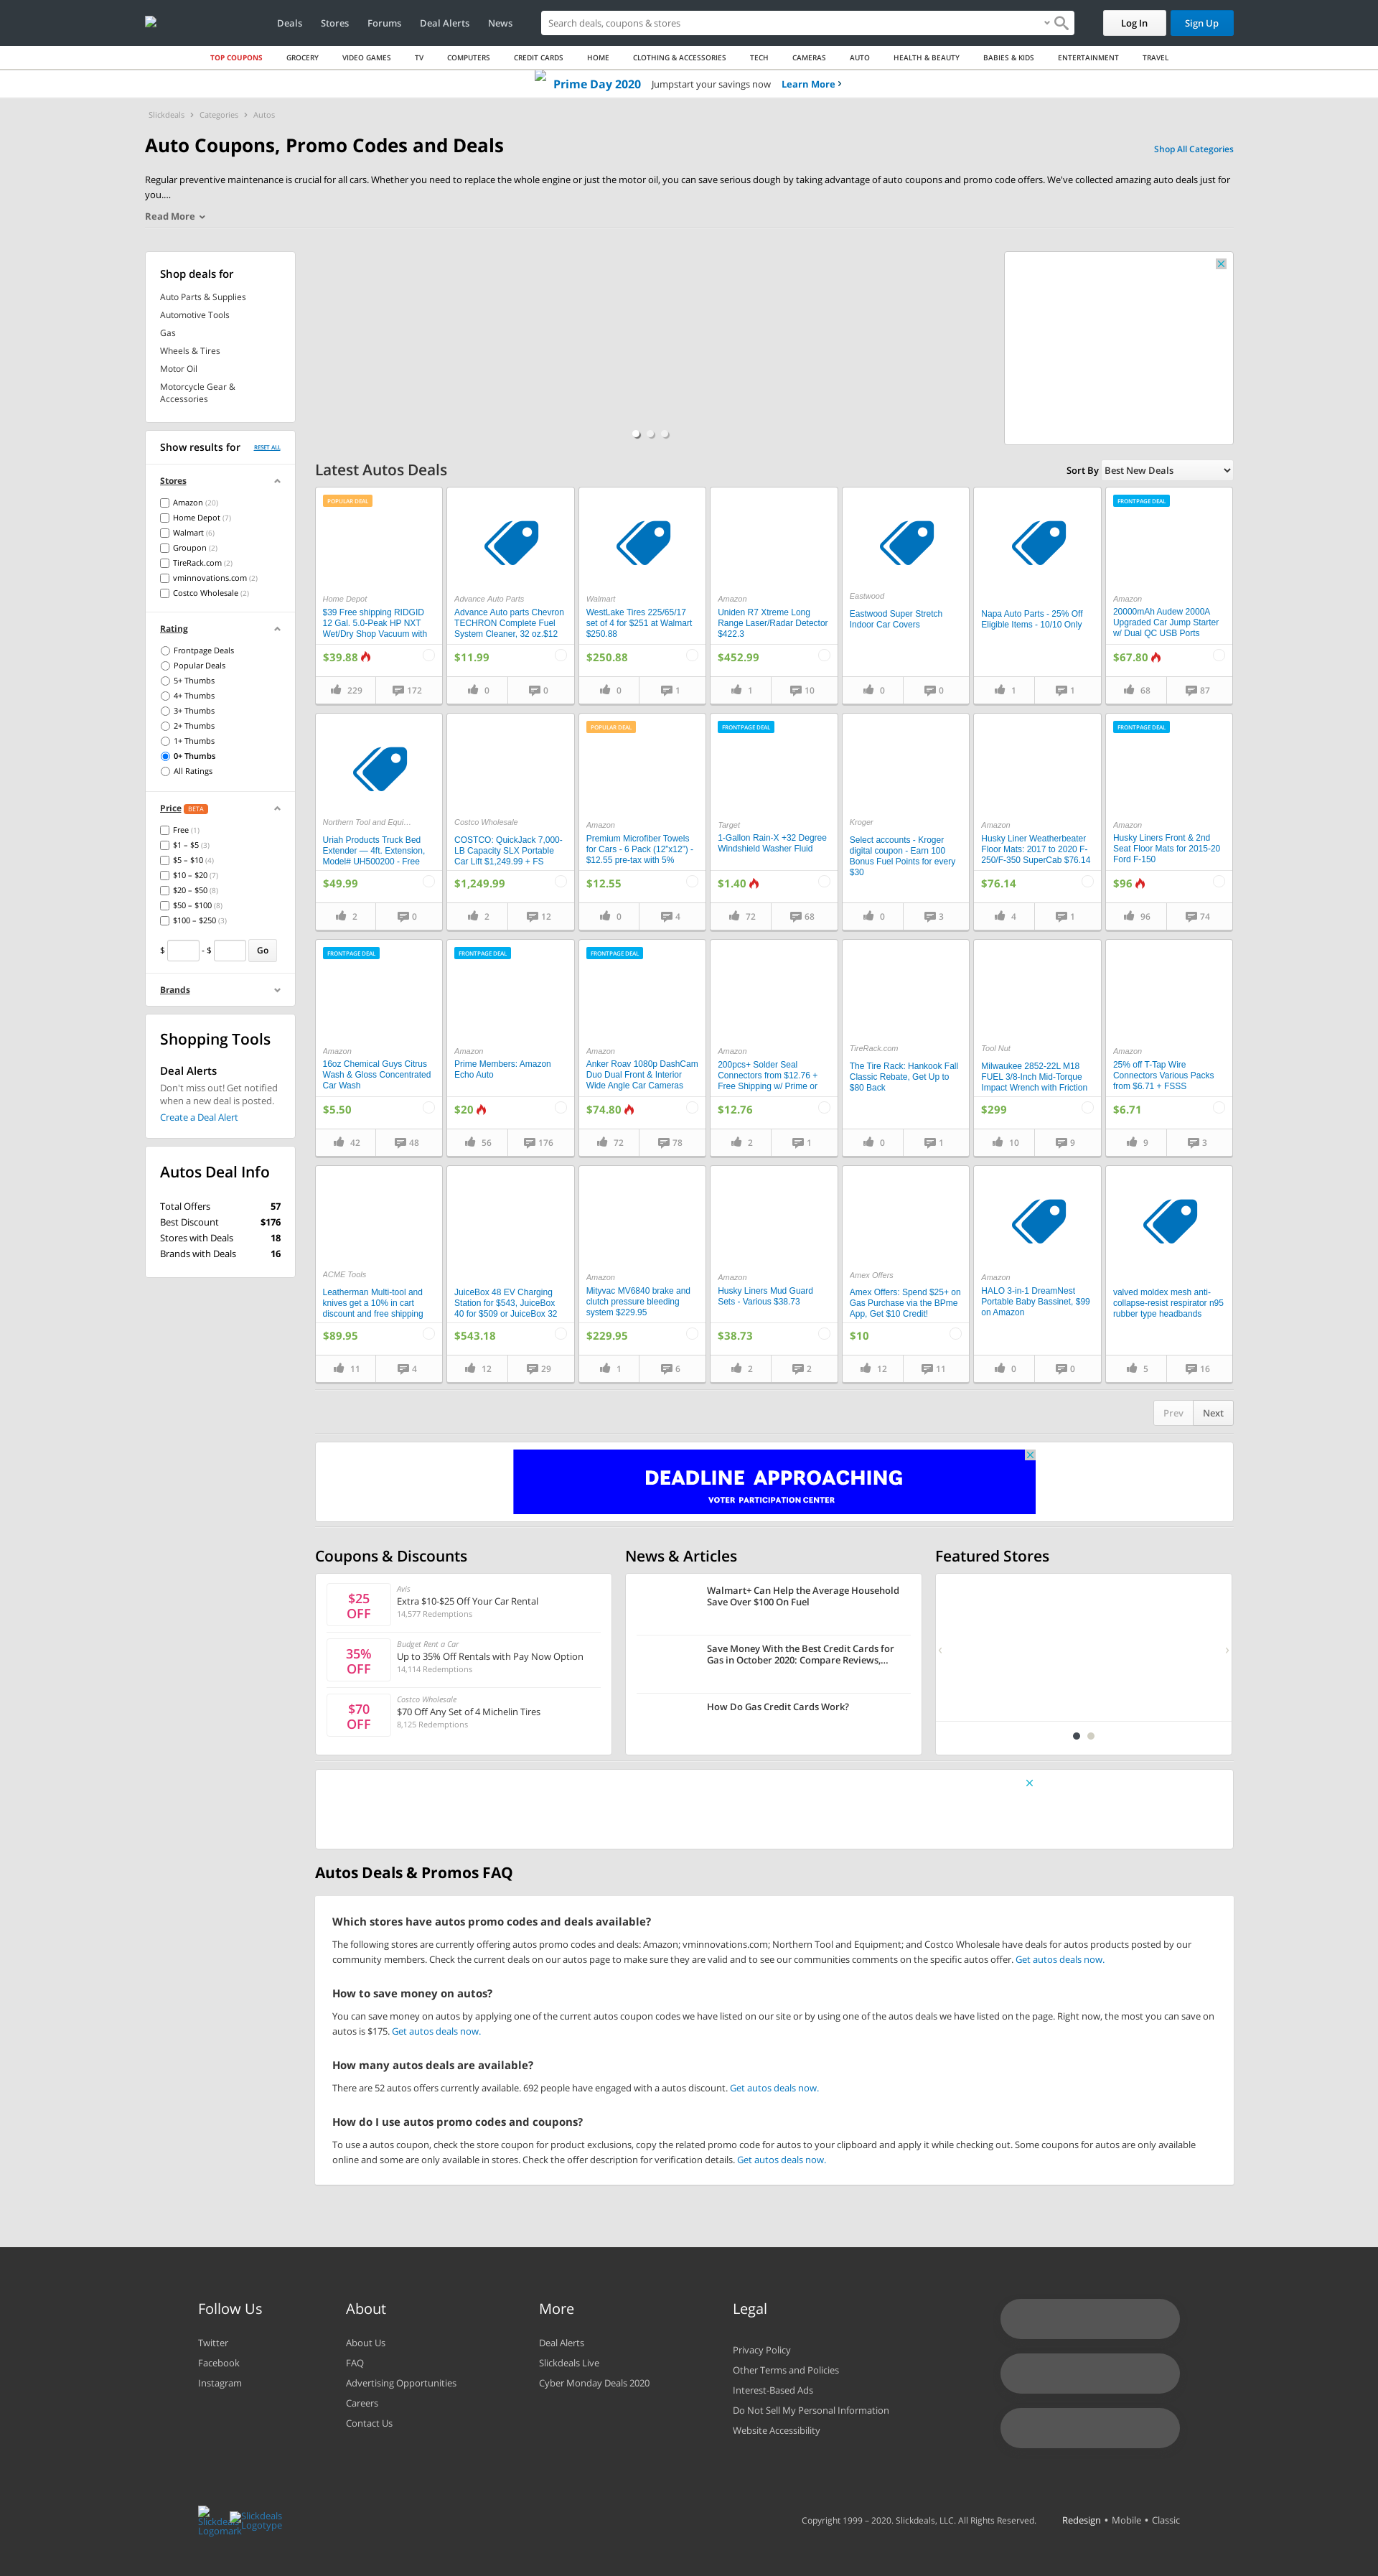 Deals Stores Forums Deal Alerts News
Search deals, coupons & stores
Log In
Sign Up
TOP COUPONS GROCERY VIDEO GAMES TV COMPUTERS CREDIT CARDS HOME CLOTHING & ACCESSORIES TECH CAMERAS AUTO HEALTH & BEAUTY BABIES & KIDS ENTERTAINMENT TRAVEL
Prime Day 2020 Jumpstart your savings now Learn More
Slickdeals Categories Autos
Auto Coupons, Promo Codes and Deals
Shop All Categories
Regular preventive maintenance is crucial for all cars. Whether you need to replace the whole engine or just the motor oil, you can save serious dough by taking advantage of auto coupons and promo code offers. We've collected amazing auto deals just for
you....
Read More
Shop deals for
Auto Parts & Supplies
Automotive Tools
Gas
Wheels & Tires
Motor Oil
Motorcycle Gear &
Accessories
Show results for RESET ALL
Stores
Amazon (20)
Home Depot (7)
Walmart (6)
Groupon (2)
TireRack.com (2)
vminnovations.com (2)
Costco Wholesale (2)
Rating
Frontpage Deals
Popular Deals
5+ Thumbs
4+ Thumbs
3+ Thumbs
2+ Thumbs
1+ Thumbs
0+ Thumbs
All Ratings
Price BETA
Free (1)
$1 – $5 (3)
$5 – $10 (4)
$10 – $20 (7)
$20 – $50 (8)
$50 – $100 (8)
$100 – $250 (3)
$ - $ Go
Brands
Shopping Tools
Deal Alerts
Don't miss out! Get notified
when a new deal is posted.
Create a Deal Alert
Autos Deal Info
Total Offers 57
Best Discount $176
Stores with Deals 18
Brands with Deals 16
Latest Autos Deals
Sort By Best New Deals
POPULAR DEAL
Home Depot
$39 Free shipping RIDGID
12 Gal. 5.0-Peak HP NXT
Wet/Dry Shop Vacuum with
$39.88
229 172
Advance Auto Parts
Advance Auto parts Chevron
TECHRON Complete Fuel
System Cleaner, 32 oz.$12
$11.99
0 0
Walmart
WestLake Tires 225/65/17
set of 4 for $251 at Walmart
$250.88
$250.88
0 1
Amazon
Uniden R7 Xtreme Long
Range Laser/Radar Detector
$422.3
$452.99
1 10
Eastwood
Eastwood Super Stretch
Indoor Car Covers
0 0
Napa Auto Parts - 25% Off
Eligible Items - 10/10 Only
1 1
FRONTPAGE DEAL
Amazon
20000mAh Audew 2000A
Upgraded Car Jump Starter
w/ Dual QC USB Ports
$67.80
68 87
Northern Tool and Equi...
Uriah Products Truck Bed
Extender — 4ft. Extension,
Model# UH500200 - Free
$49.99
2 0
Costco Wholesale
COSTCO: QuickJack 7,000-
LB Capacity SLX Portable
Car Lift $1,249.99 + FS
$1,249.99
2 12
POPULAR DEAL
Amazon
Premium Microfiber Towels
for Cars - 6 Pack (12"x12") -
$12.55 pre-tax with 5%
$12.55
0 4
FRONTPAGE DEAL
Target
1-Gallon Rain-X +32 Degree
Windshield Washer Fluid
$1.40
72 68
Kroger
Select accounts - Kroger
digital coupon - Earn 100
Bonus Fuel Points for every
$30
0 3
Amazon
Husky Liner Weatherbeater
Floor Mats: 2017 to 2020 F-
250/F-350 SuperCab $76.14
$76.14
4 1
FRONTPAGE DEAL
Amazon
Husky Liners Front & 2nd
Seat Floor Mats for 2015-20
Ford F-150
$96
96 74
FRONTPAGE DEAL
Amazon
16oz Chemical Guys Citrus
Wash & Gloss Concentrated
Car Wash
$5.50
42 48
FRONTPAGE DEAL
Amazon
Prime Members: Amazon
Echo Auto
$20
56 176
FRONTPAGE DEAL
Amazon
Anker Roav 1080p DashCam
Duo Dual Front & Interior
Wide Angle Car Cameras
$74.80
72 78
Amazon
200pcs+ Solder Seal
Connectors from $12.76 +
Free Shipping w/ Prime or
$12.76
2 1
TireRack.com
The Tire Rack: Hankook Fall
Classic Rebate, Get Up to
$80 Back
0 1
Tool Nut
Milwaukee 2852-22L M18
FUEL 3/8-Inch Mid-Torque
Impact Wrench with Friction
$299
10 9
Amazon
25% off T-Tap Wire
Connectors Various Packs
from $6.71 + FSSS
$6.71
9 3
ACME Tools
Leatherman Multi-tool and
knives get a 10% in cart
discount and free shipping
$89.95
11 4
JuiceBox 48 EV Charging
Station for $543, JuiceBox
40 for $509 or JuiceBox 32
$543.18
12 29
Amazon
Mityvac MV6840 brake and
clutch pressure bleeding
system $229.95
$229.95
1 6
Amazon
Husky Liners Mud Guard
Sets - Various $38.73
$38.73
2 2
Amex Offers
Amex Offers: Spend $25+ on
Gas Purchase via the BPme
App, Get $10 Credit!
$10
12 11
Amazon
HALO 3-in-1 DreamNest
Portable Baby Bassinet, $99
on Amazon
0 0
valved moldex mesh anti-
collapse-resist respirator n95
rubber type headbands
5 16
Prev Next
DEADLINE APPROACHING
VOTER PARTICIPATION CENTER
Coupons & Discounts
$25
OFF
Avis
Extra $10-$25 Off Your Car Rental
14,577 Redemptions
35%
OFF
Budget Rent a Car
Up to 35% Off Rentals with Pay Now Option
14,114 Redemptions
$70
OFF
Costco Wholesale
$70 Off Any Set of 4 Michelin Tires
8,125 Redemptions
News & Articles
Walmart+ Can Help the Average Household
Save Over $100 On Fuel
Save Money With the Best Credit Cards for
Gas in October 2020: Compare Reviews,...
How Do Gas Credit Cards Work?
Featured Stores
Autos Deals & Promos FAQ
Which stores have autos promo codes and deals available?
The following stores are currently offering autos promo codes and deals: Amazon; vminnovations.com; Northern Tool and Equipment; and Costco Wholesale have deals for autos products posted by our
community members. Check the current deals on our autos page to make sure they are valid and to see our communities comments on the specific autos offer. Get autos deals now.
How to save money on autos?
You can save money on autos by applying one of the current autos coupon codes we have listed on our site or by using one of the autos deals we have listed on the page. Right now, the most you can save on
autos is $175. Get autos deals now.
How many autos deals are available?
There are 52 autos offers currently available. 692 people have engaged with a autos discount. Get autos deals now.
How do I use autos promo codes and coupons?
To use a autos coupon, check the store coupon for product exclusions, copy the related promo code for autos to your clipboard and apply it while checking out. Some coupons for autos are only available
online and some are only available in stores. Check the offer description for verification details. Get autos deals now.
Follow Us
Twitter
Facebook
Instagram
About
About Us
FAQ
Advertising Opportunities
Careers
Contact Us
More
Deal Alerts
Slickdeals Live
Cyber Monday Deals 2020
Legal
Privacy Policy
Other Terms and Policies
Interest-Based Ads
Do Not Sell My Personal Information
Website Accessibility
Slickdeals
Logomark
Slickdeals
Logotype
Copyright 1999 – 2020. Slickdeals, LLC. All Rights Reserved.
Redesign • Mobile • Classic